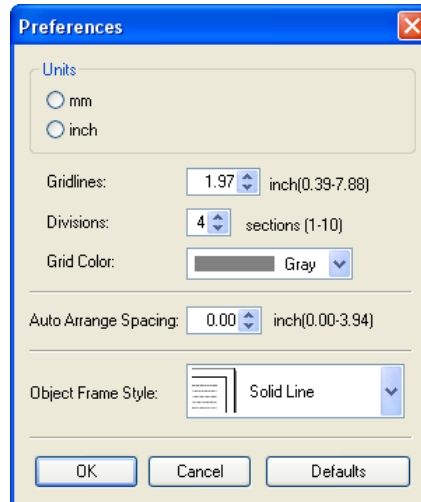 Preferences
Units
mm
inch
Gridlines: 1.97 inch(0.39-7.88)
Divisions: 4 sections (1-10)
Grid Color: Gray
Auto Arrange Spacing: 0.00 inch(0.00-3.94)
Object Frame Style: Solid Line
OK Cancel Defaults